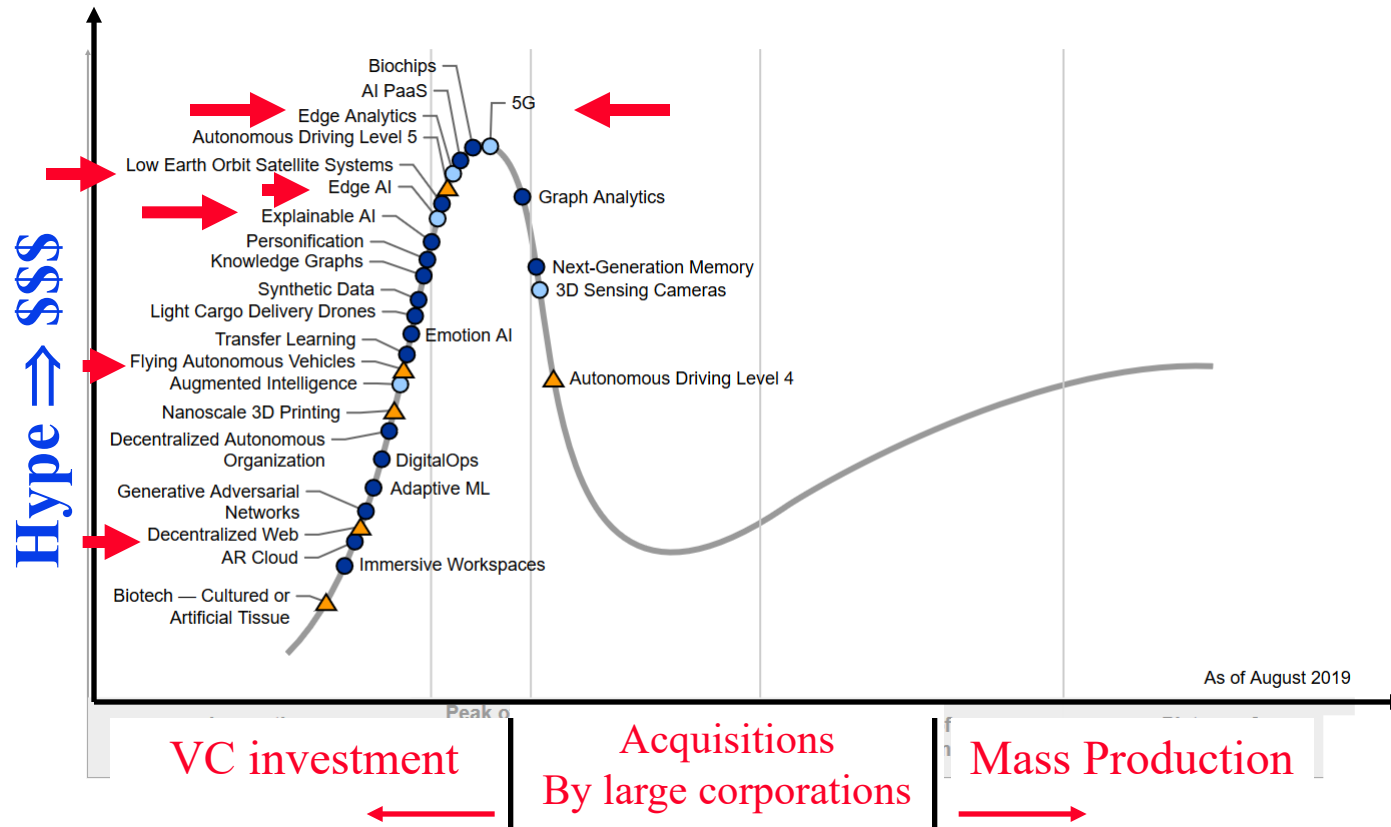 Biochips
AI PaaS
5G
Edge Analytics
Autonomous Driving Level 5
Low Earth Orbit Satellite Systems
Edge AI
Graph Analytics
Explainable AI
Personification
Knowledge Graphs
Next-Generation Memory
Synthetic Data
3D Sensing Cameras
Light Cargo Delivery Drones
Emotion AI
Transfer Learning
Flying Autonomous Vehicles
Augmented Intelligence
Autonomous Driving Level 4
Nanoscale 3D Printing
Decentralized Autonomous
Organization
DigitalOps
Adaptive ML
Generative Adversarial
Networks
Decentralized Web
AR Cloud
Immersive Workspaces
Biotech — Cultured or
Artificial Tissue
Hype ⇒ $$$
As of August 2019
Peak o
VC investment
Acquisitions
By large corporations
Mass Production